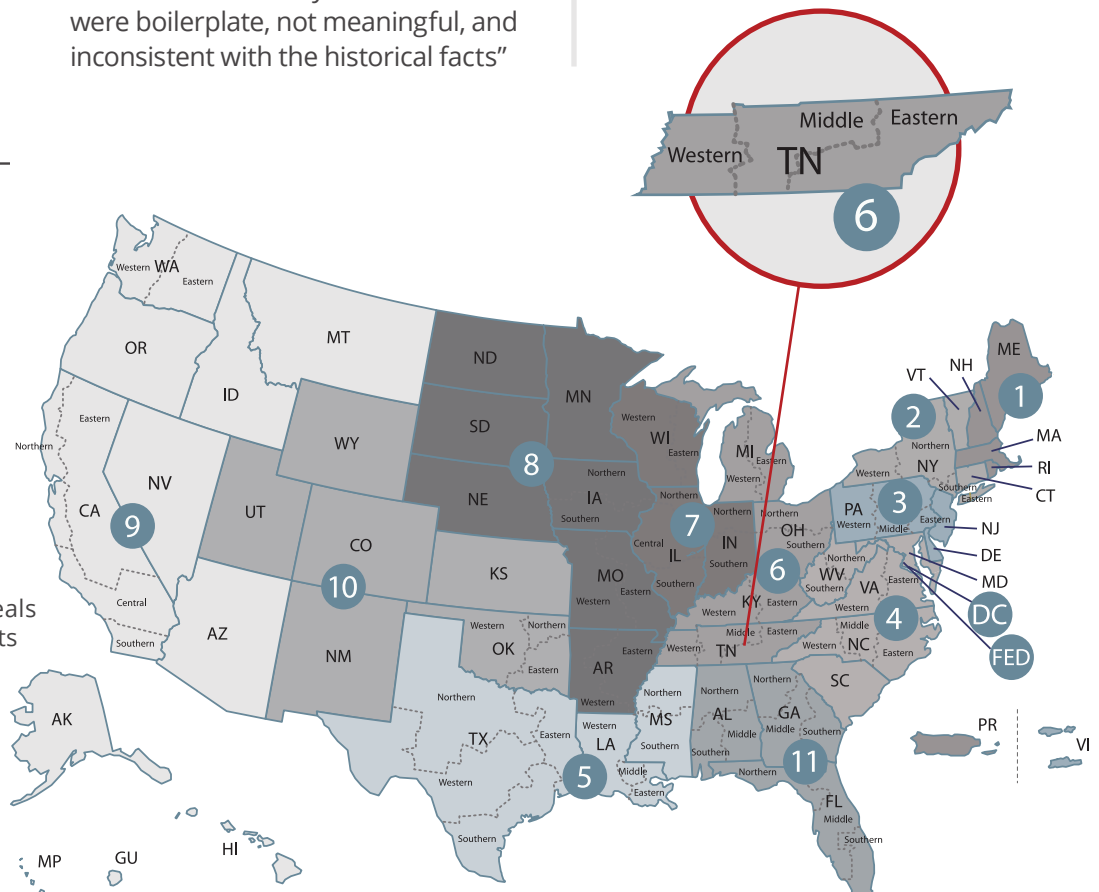 were boilerplate, not meaningful, and
inconsistent with the historical facts”
Middle
Eastern
Western
TN
6
Western
WA
Eastern
MT
ND
ME
OR
VT
NH
ID
MN
1
Eastern
2
WY
SD
Western
WI
Eastern
MI
Eastern
Western
Northern
MA
Northern
8
Western
NY
RI
NV
Northern
Southern
CT
Eastern
CA
9
UT
NE
IA
Southern
Northern
7
Northern
Northern
OH
Southern
PA
Western
3
Middle
Eastern
NJ
CO
Central
IL
IN
Southern
Northern
DE
KS
MO
Southern
6
WV
Southern
VA
Eastern
MD
10
Western
Eastern
Western
KY
Eastern
Western
DC
Central
eals
ts
Southern
AZ
NM
Western
Northern
OK
Eastern
AR
Eastern
Western
Middle
TN
Eastern
Western
Middle
NC
Eastern
4
FED
Western
SC
AK
Northern
TX
Western
Southern
Eastern
Western
LA
Middle
Eastern
5
Northern
MS
Southern
Northern
AL
Middle
Southern
Northern
GA
Middle
Southern
11
Northern
FL
Middle
Southern
PR
VI
MP
GU
HI